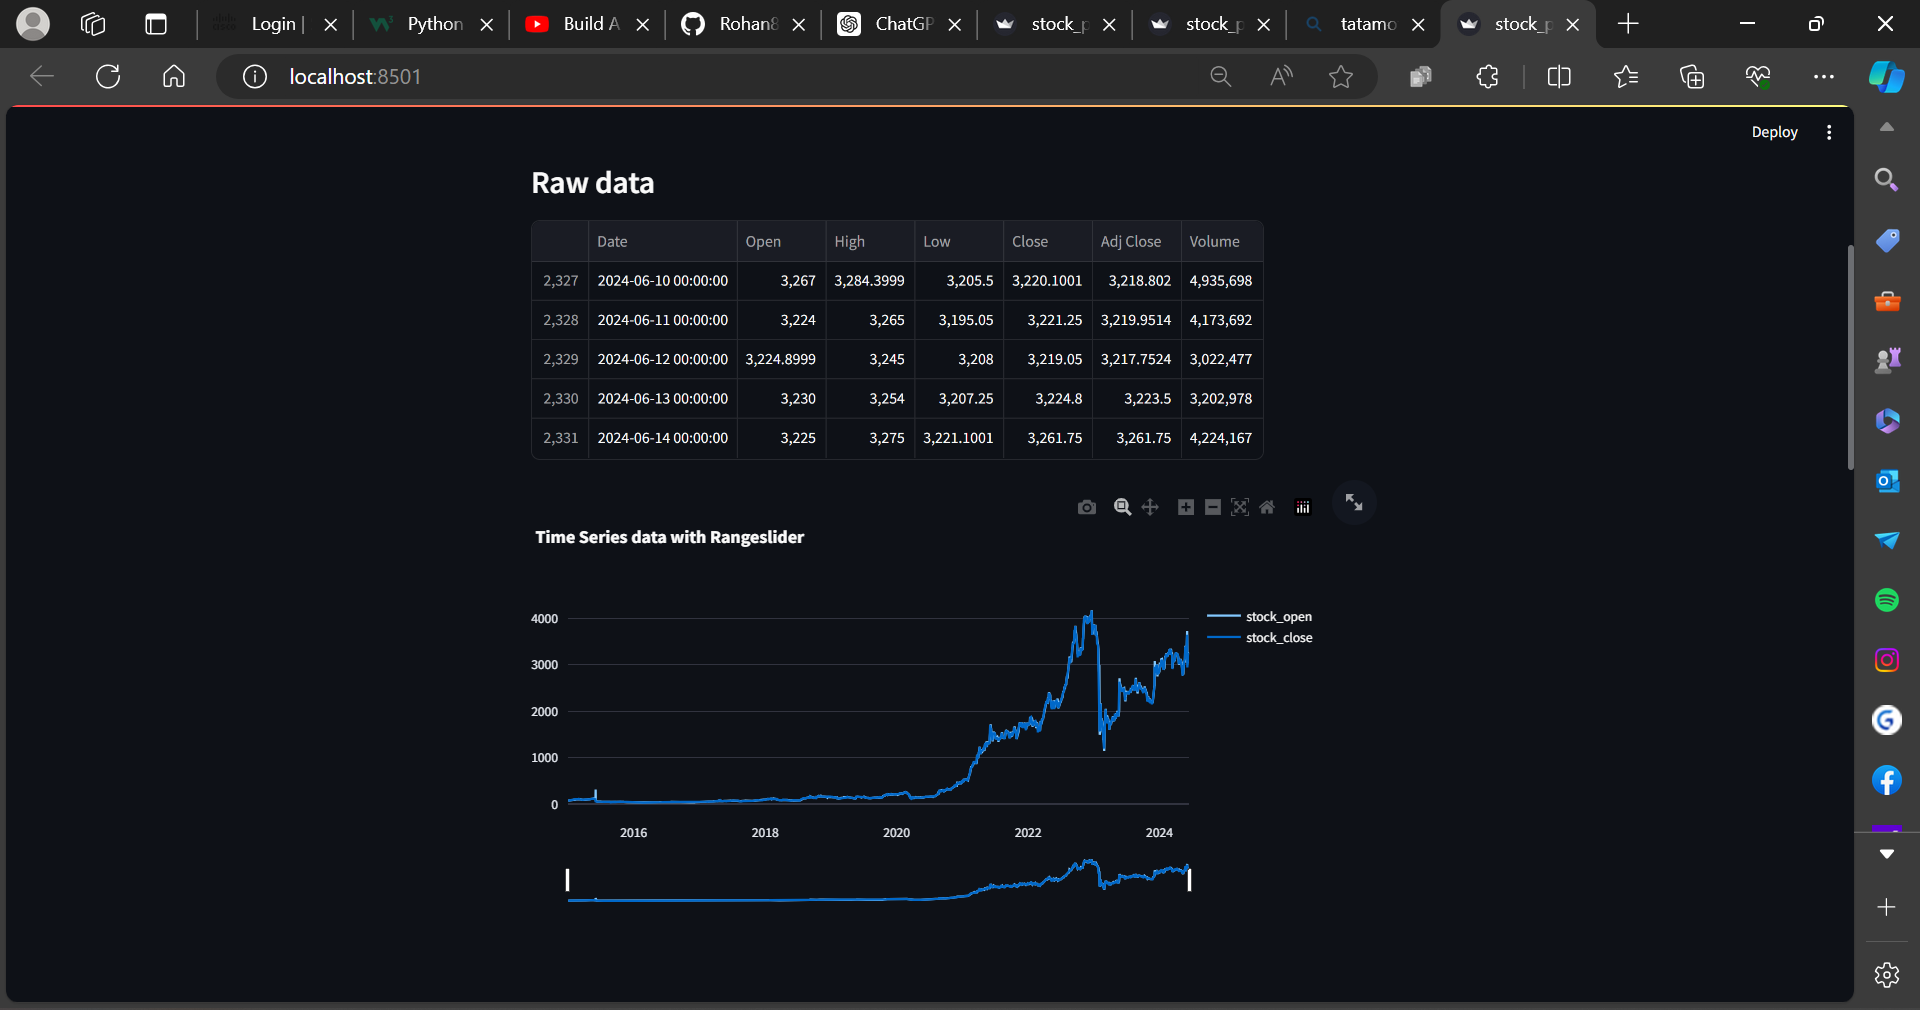 Login |
Python
Build A
Rohan8
ChatGP
stock_p
stock_p
tatamo
stock_p
localhost:8501
Deploy
Raw data
Date Open High Low Close Adj Close Volume
2,327 2024-06-10 00:00:00 3,267 3,284.3999 3,205.5 3,220.1001 3,218.802 4,935,698
2,328 2024-06-11 00:00:00 3,224 3,265 3,195.05 3,221.25 3,219.9514 4,173,692
2,329 2024-06-12 00:00:00 3,224.8999 3,245 3,208 3,219.05 3,217.7524 3,022,477
2,330 2024-06-13 00:00:00 3,230 3,254 3,207.25 3,224.8 3,223.5 3,202,978
2,331 2024-06-14 00:00:00 3,225 3,275 3,221.1001 3,261.75 3,261.75 4,224,167
Time Series data with Rangeslider
4000
3000
2000
1000
0
2016 2018 2020 2022 2024
stock_open
stock_close